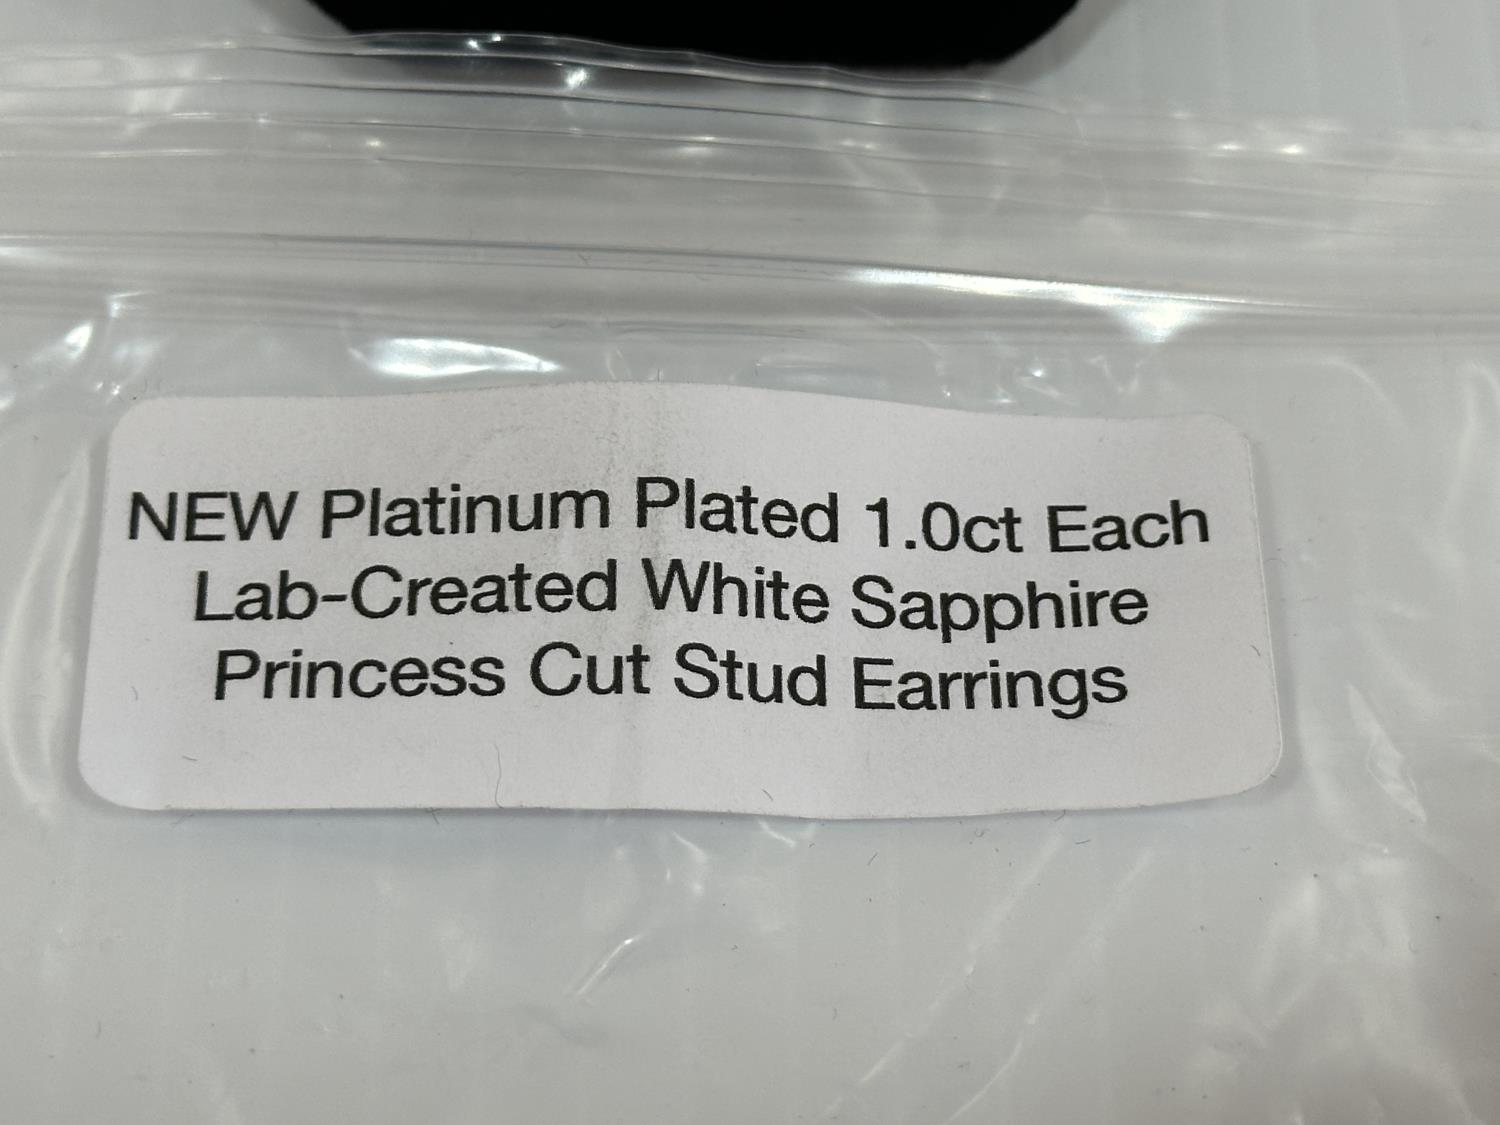 NEW Platinum Plated 1.0ct Each
Lab-Created White Sapphire
Princess Cut Stud Earrings